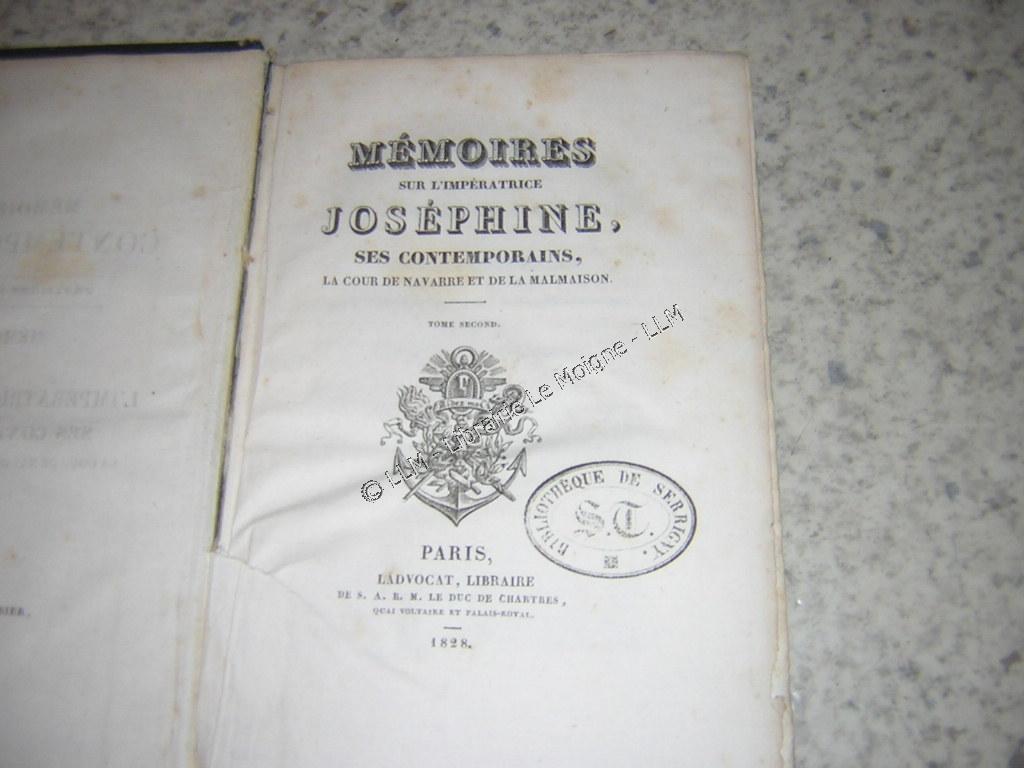 MÉMOIRES
SUR L'IMPÉRATRICE
JOSÉPHINE,
SES CONTEMPORAINS,
LA COUR DE NAVARRE ET DE LA MALMAISON.
TOME SECOND.
© LLM - Librairie Le Moigne - LLM
BIBLIOTHÈQUE DE SERRIGNY
S.T.
PARIS,
LADVOCAT, LIBRAIRE
DE S. A. R. M. LE DUC DE CHARTRES,
QUAI VOLTAIRE ET PALAIS-ROYAL.
1828.